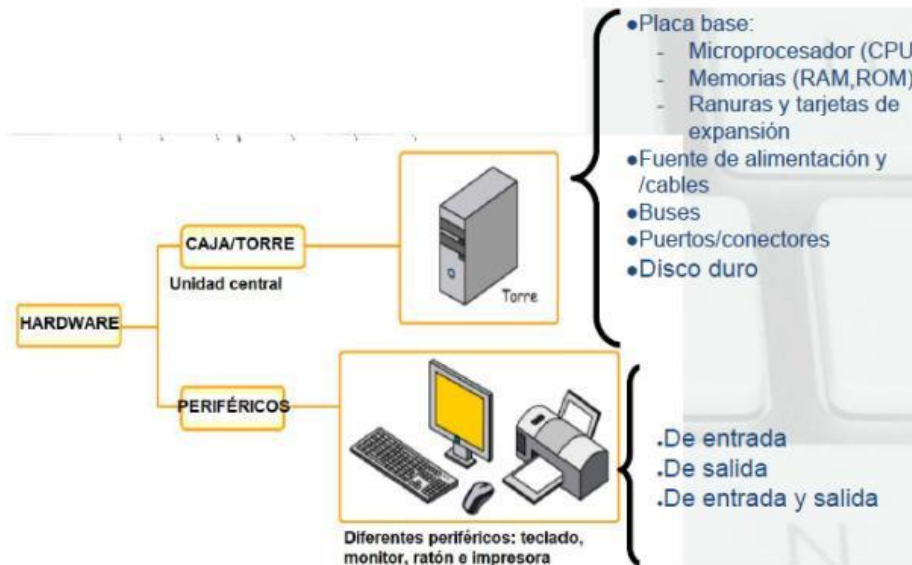 ●Placa base:
- Microprocesador (CPU
- Memorias (RAM,ROM)
- Ranuras y tarjetas de
expansión
●Fuente de alimentación y
/cables
●Buses
●Puertos/conectores
●Disco duro
CAJA/TORRE
Unidad central
Torre
HARDWARE
PERIFÉRICOS
.De entrada
.De salida
.De entrada y salida
Diferentes periféricos: teclado,
monitor, ratón e impresora
N